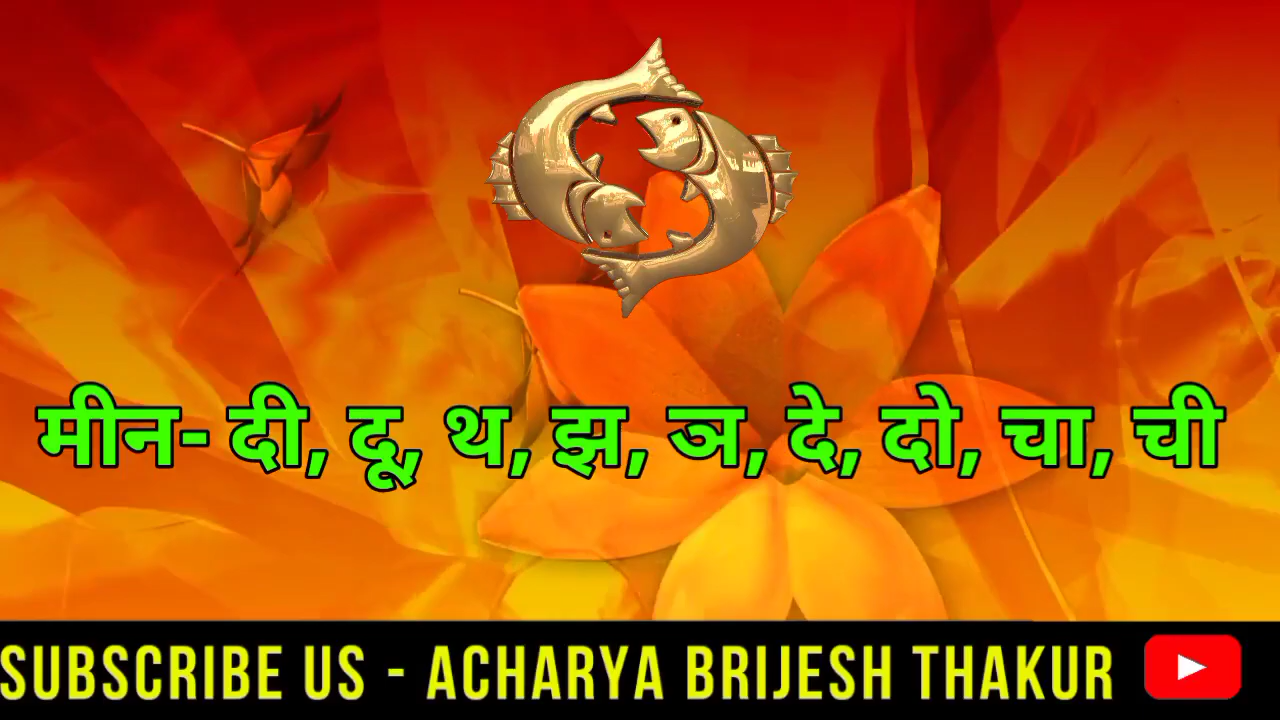 मीन- दी, दू, थ, झ, ञ, दे, दो, चा, ची
SUBSCRIBE US - ACHARYA BRIJESH THAKUR